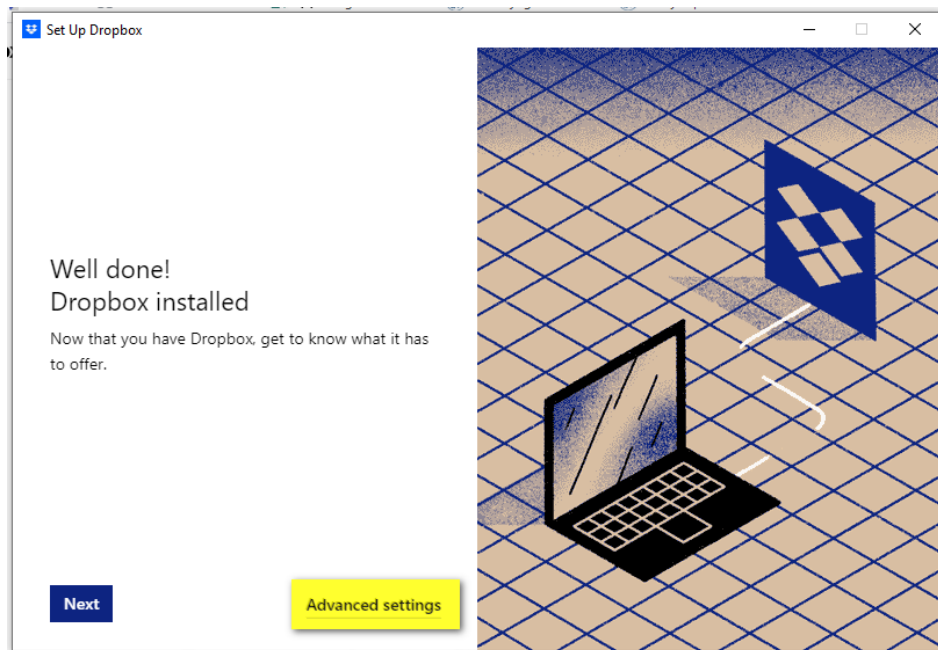 Set Up Dropbox
Well done!
Dropbox installed
Now that you have Dropbox, get to know what it has
to offer.
Next
Advanced settings